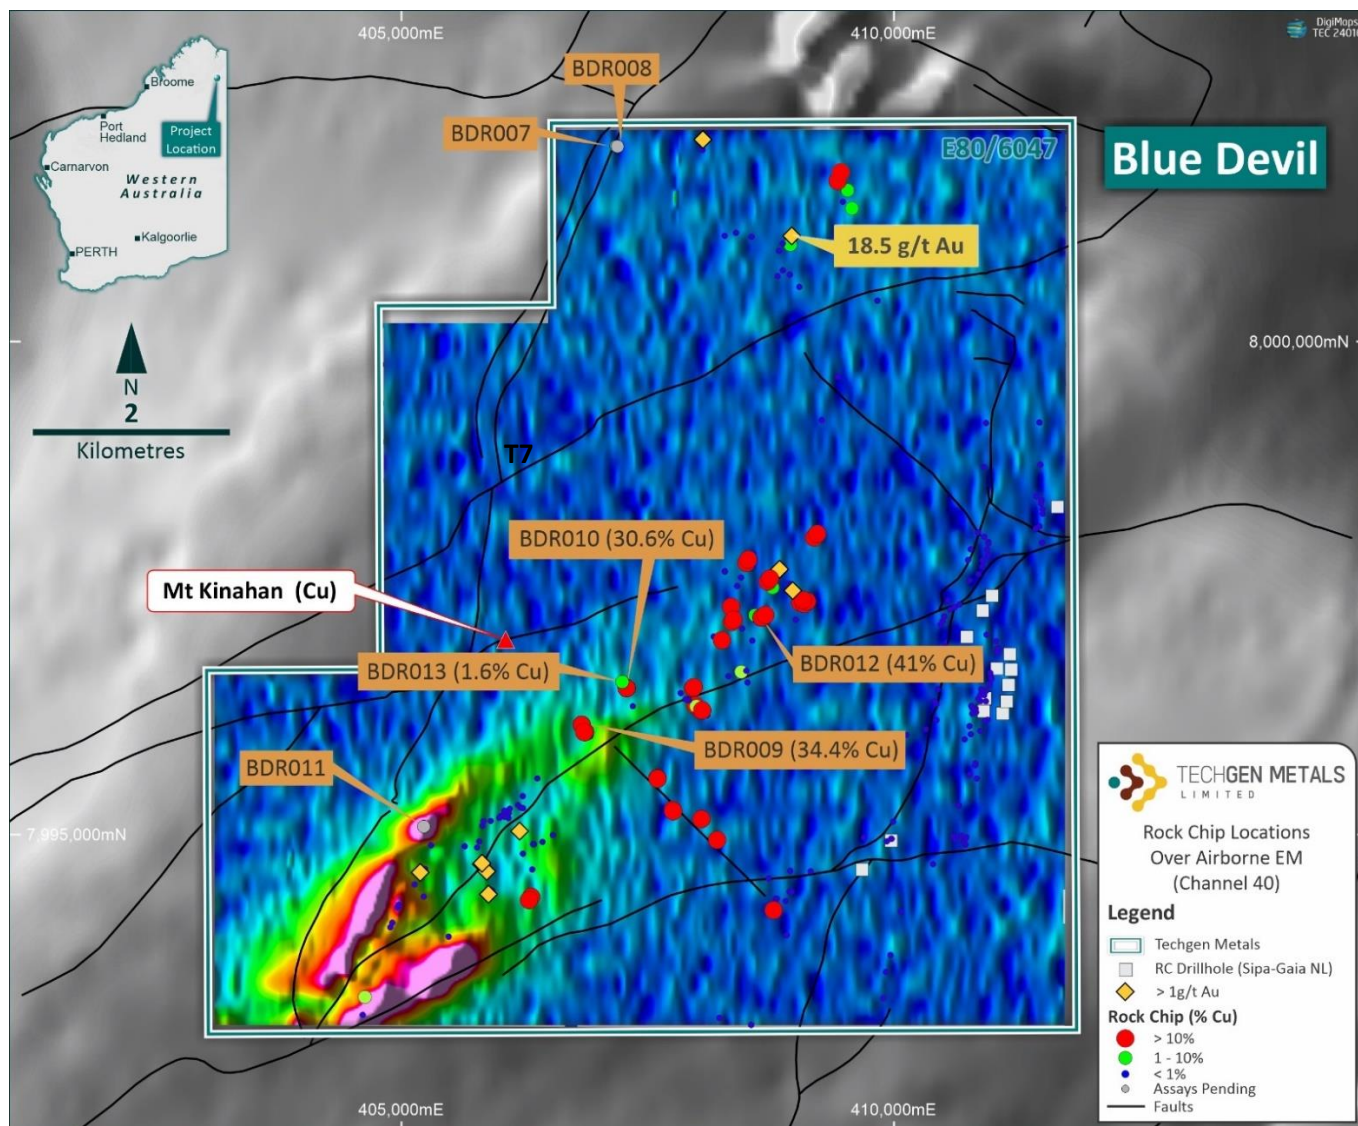 405,000mE
410,000mE
DigiMaps
TEC 24016
BDR008
BDR007
E80/6047
Blue Devil
Broome
Port
Hedland
Project
Location
Carnarvon
Western
Australia
Kalgoorlie
PERTH
18.5 g/t Au
8,000,000mN
N
2
Kilometres
T7
BDR010 (30.6% Cu)
Mt Kinahan (Cu)
BDR013 (1.6% Cu)
BDR012 (41% Cu)
BDR009 (34.4% Cu)
BDR011
7,995,000mN
TECHGEN METALS
LIMITED
Rock Chip Locations
Over Airborne EM
(Channel 40)
Legend
Techgen Metals
RC Drillhole (Sipa-Gaia NL)
> 1g/t Au
Rock Chip (% Cu)
> 10%
1 - 10%
< 1%
Assays Pending
Faults
405,000mE
410,000mE